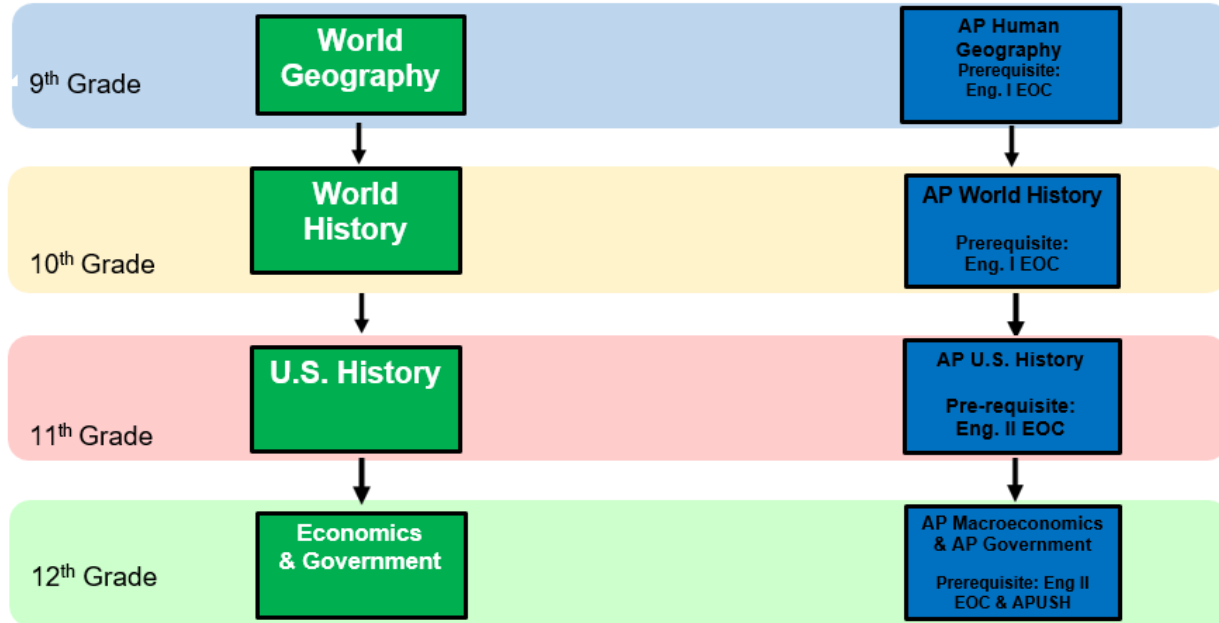 9th Grade
World
Geography
AP Human
Geography
Prerequisite:
Eng. I EOC
10th Grade
World
History
AP World History
Prerequisite:
Eng. I EOC
11th Grade
U.S. History
AP U.S. History
Pre-requisite:
Eng. II EOC
12th Grade
Economics
& Government
AP Macroeconomics
& AP Government
Prerequisite: Eng II
EOC & APUSH